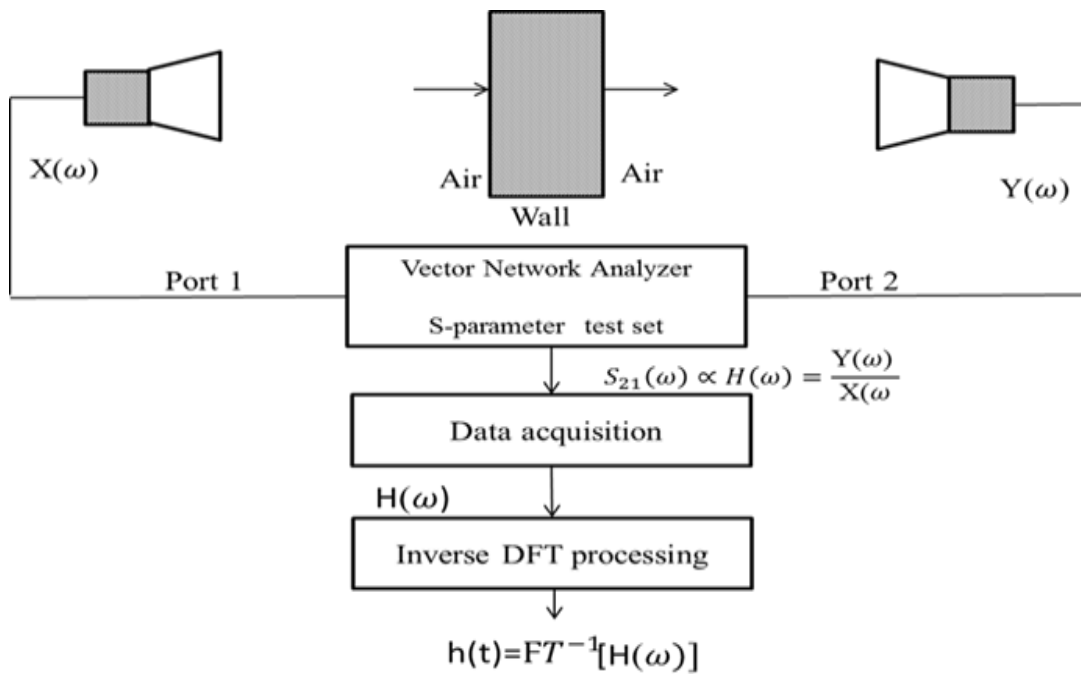 X(ω)
Air
Air
Wall
Y(ω)
Port 1
Vector Network Analyzer
S-parameter test set
Port 2
S₂₁(ω) ∝ H(ω) = Y(ω)/X(ω
Data acquisition
H(ω)
Inverse DFT processing
h(t)=FT⁻¹[H(ω)]